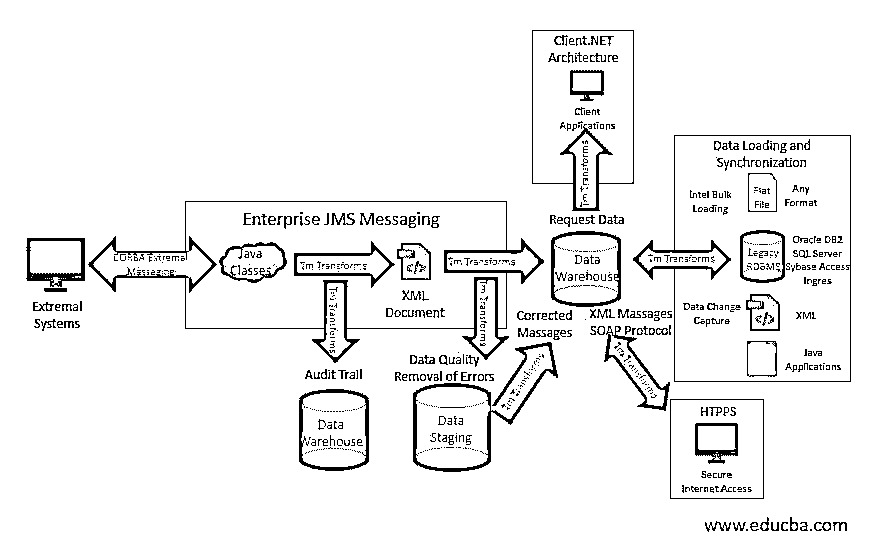 Client.NET
Architecture
Client
Applications
Tm Transforms
Request Data
Data Loading and
Synchronization
Intel Bulk
Loading
Flat
File
Any
Format
Enterprise JMS Messaging
Extremal
Systems
CORBA Extremal
Messaging
Java
Classes
Tm Transforms
XML
Document
Tm Transforms
Data
Warehouse
Tm Transforms
Legacy
RDBMS
Oracle DB2
SQL Server
Sybase Access
Ingres
Tm Transforms
Tm Transforms
Corrected
Massages
XML Massages
SOAP Protocol
Data Change
Capture
XML
Java
Applications
Audit Trall
Data
Warehouse
Data Quality
Removal of Errors
Data
Staging
Tm Transforms
Tm Transforms
HTPPS
Secure
Internet Access
www.educba.com